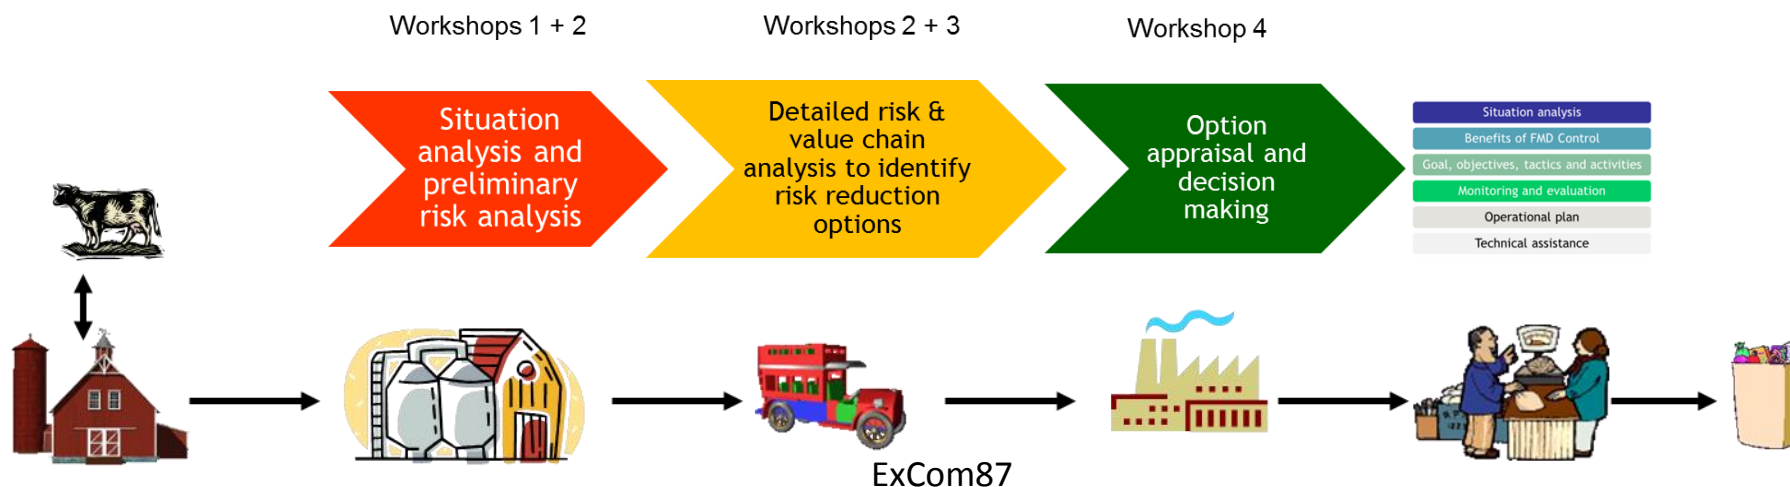 Workshops 1 + 2
Workshops 2 + 3
Workshop 4
Situation
analysis and
preliminary
risk analysis
Detailed risk &
value chain
analysis to identify
risk reduction
options
Option
appraisal and
decision
making
Situation analysis
Benefits of FMD Control
Goal, objectives, tactics and activities
Monitoring and evaluation
Operational plan
Technical assistance
ExCom87